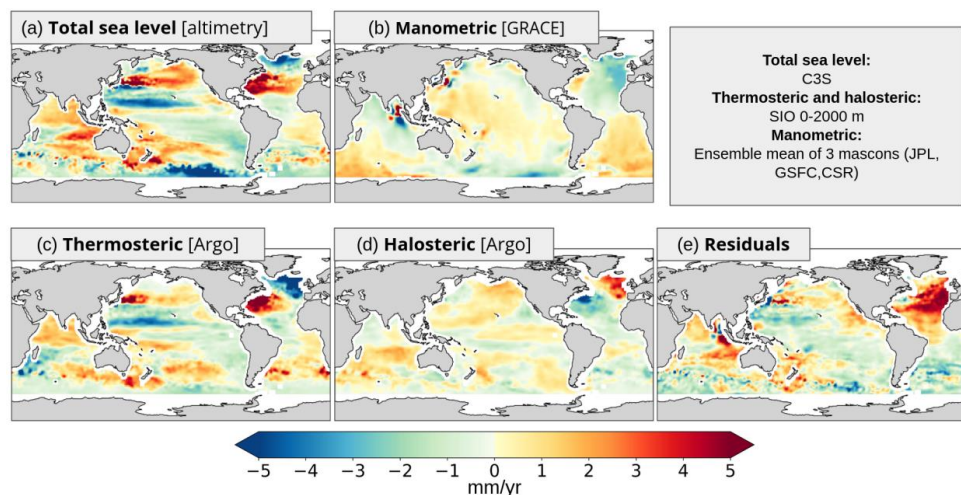 (a) Total sea level [altimetry]
(b) Manometric [GRACE]
Total sea level:
C3S
Thermosteric and halosteric:
SIO 0-2000 m
Manometric:
Ensemble mean of 3 mascons (JPL,
GSFC,CSR)
(c) Thermosteric [Argo]
(d) Halosteric [Argo]
(e) Residuals
−5 −4 −3 −2 −1 0 1 2 3 4 5
mm/yr